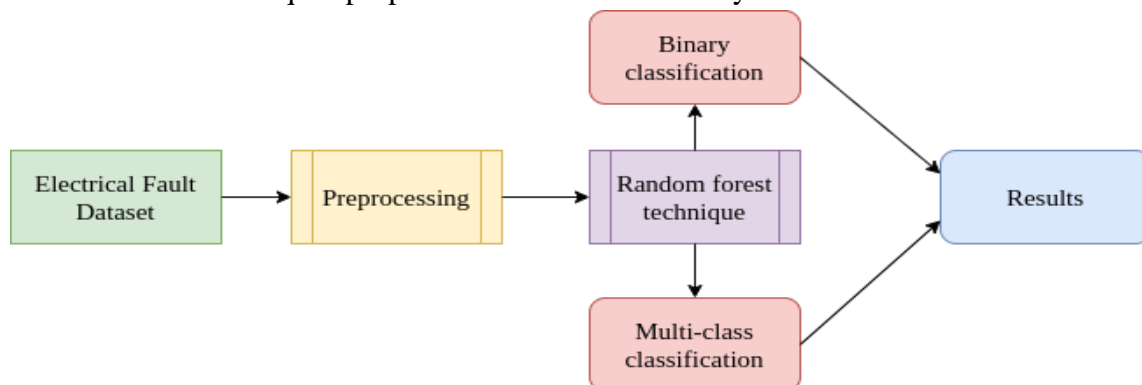 Binary
classification
Electrical Fault
Dataset
Preprocessing
Random forest
technique
Results
Multi-class
classification